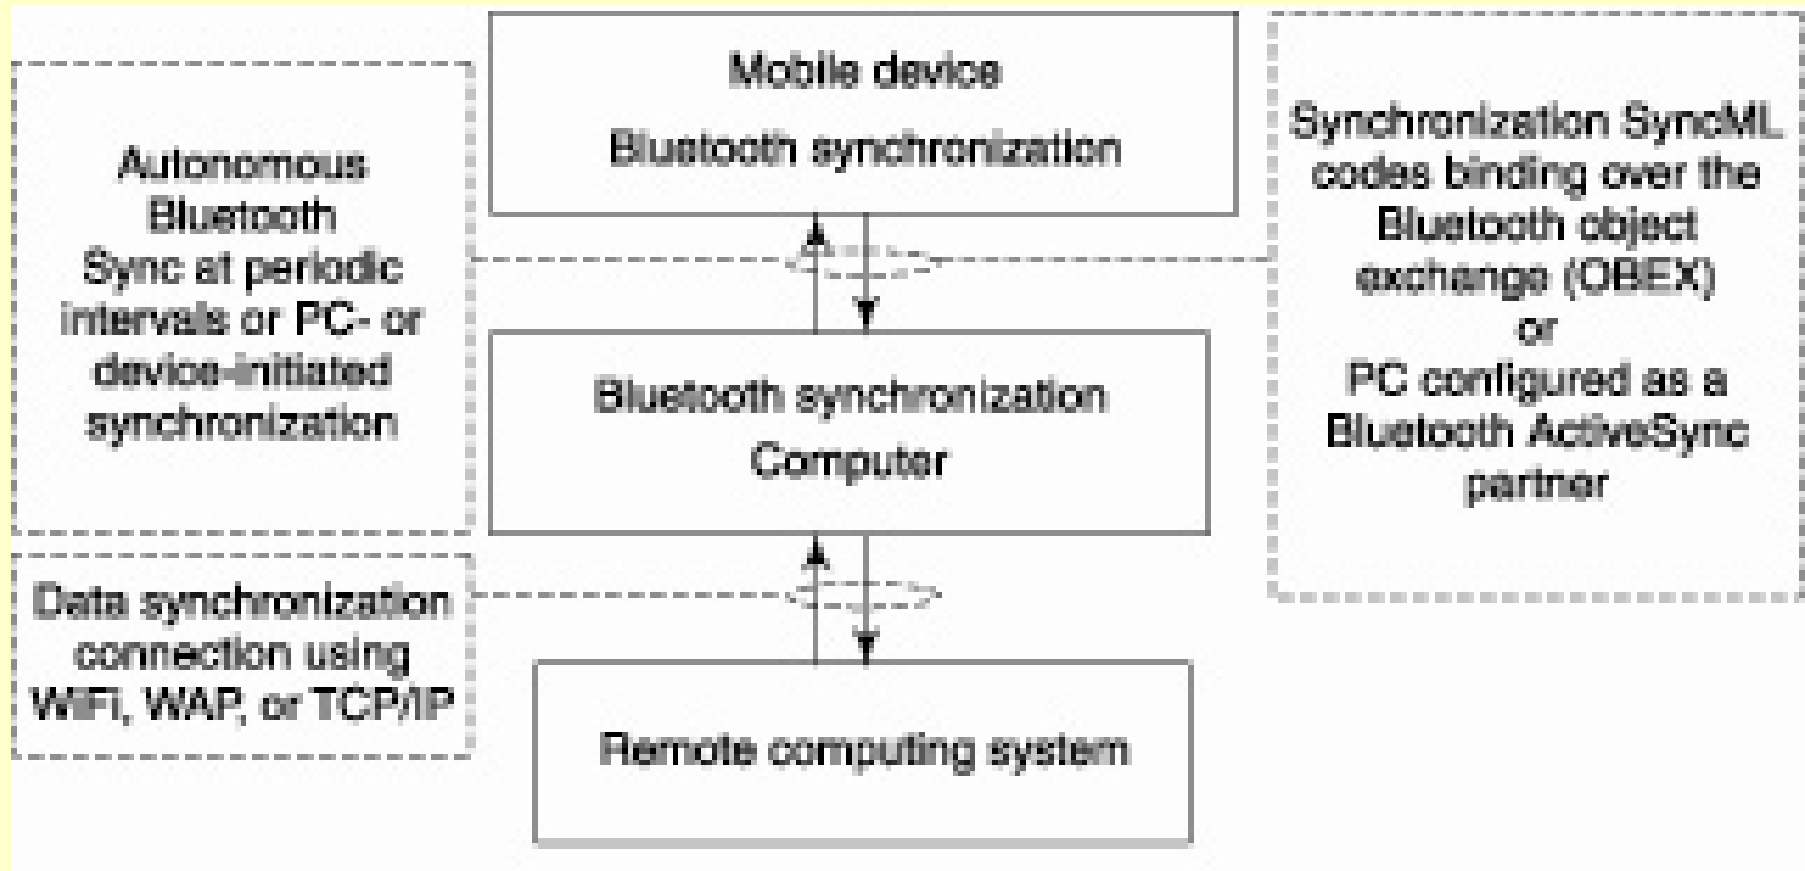 Mobile device
Bluetooth synchronization
Autonomous
Bluetooth
Sync at periodic
intervals or PC- or
device-initiated
synchronization
Synchronization SyncML
codes binding over the
Bluetooth object
exchange (OBEX)
or
PC configured as a
Bluetooth ActiveSync
partner
Bluetooth synchronization
Computer
Data synchronization
connection using
WiFi, WAP, or TCP/IP
Remote computing system